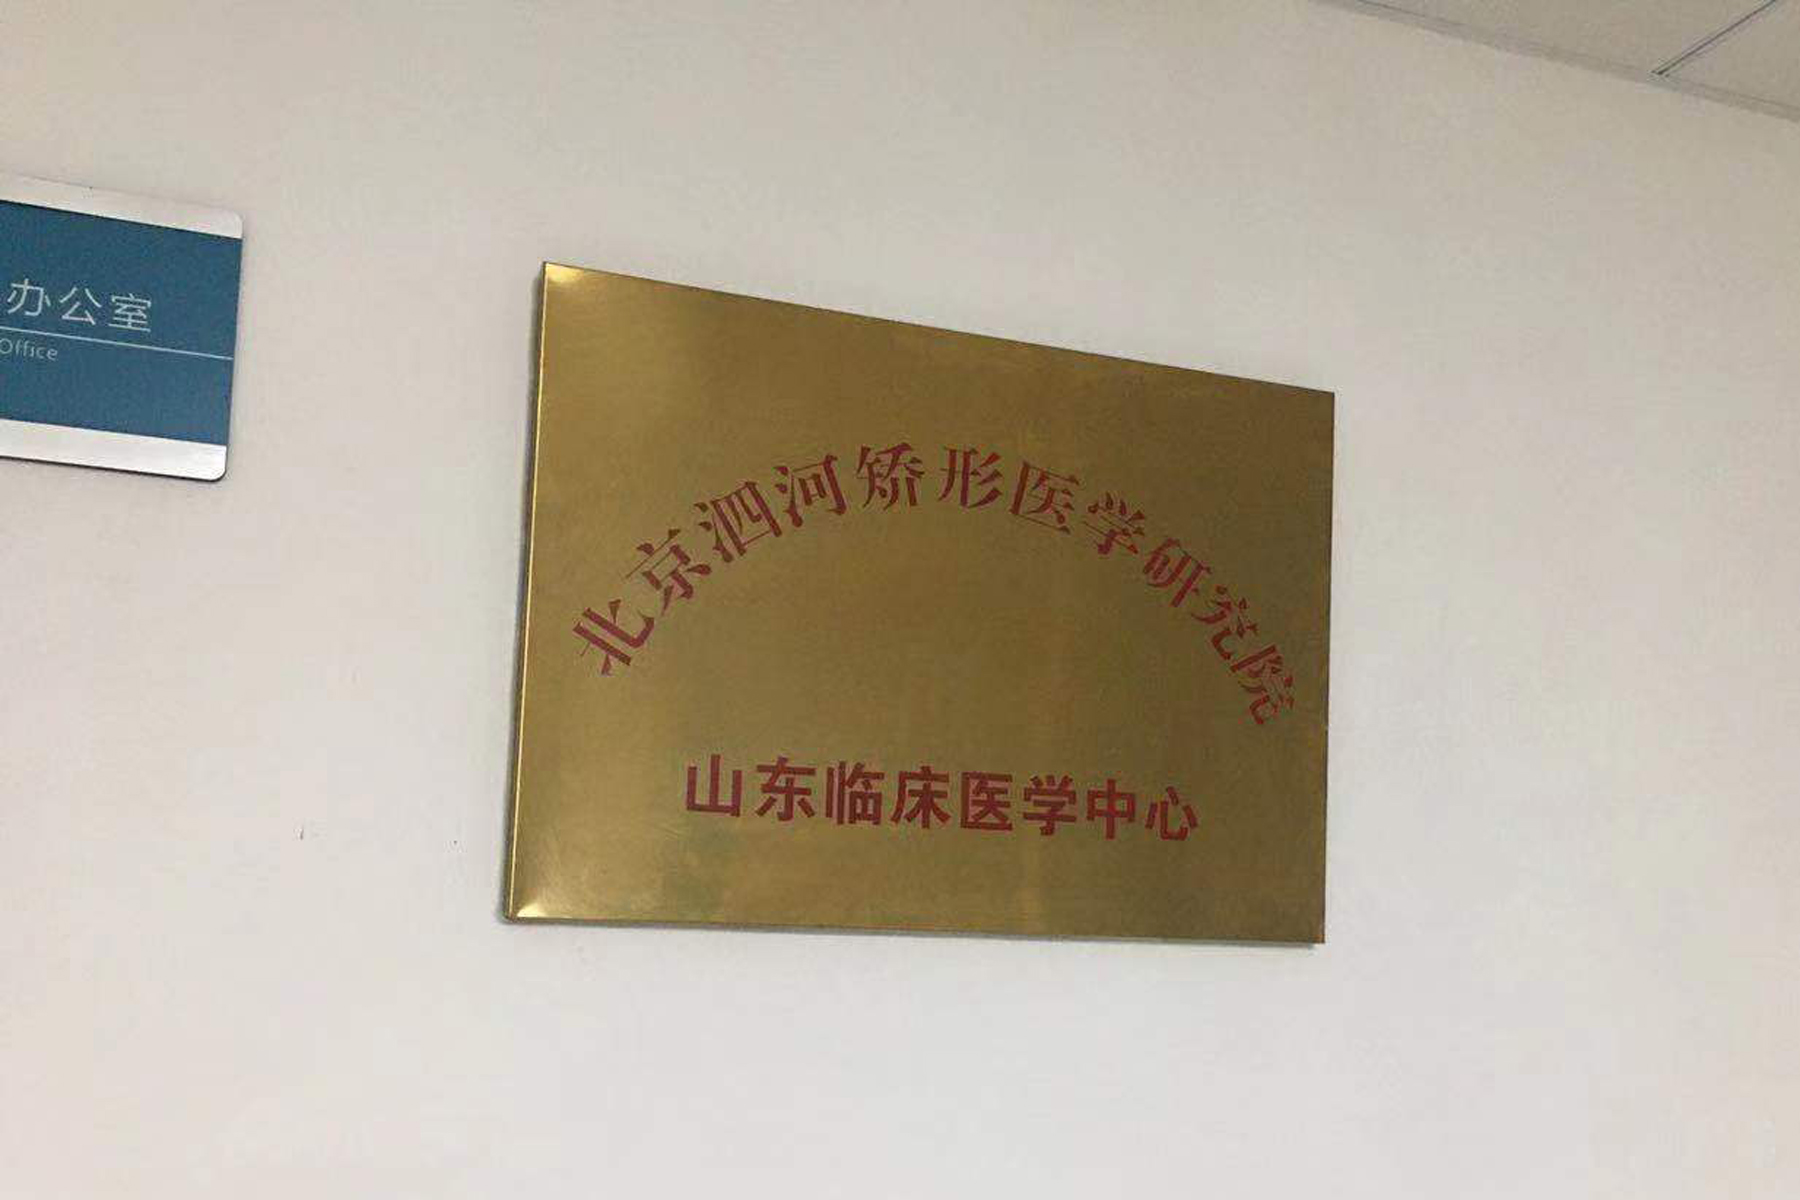 办公室
Office
北京泗河矫形医学研究院
山东临床医学中心